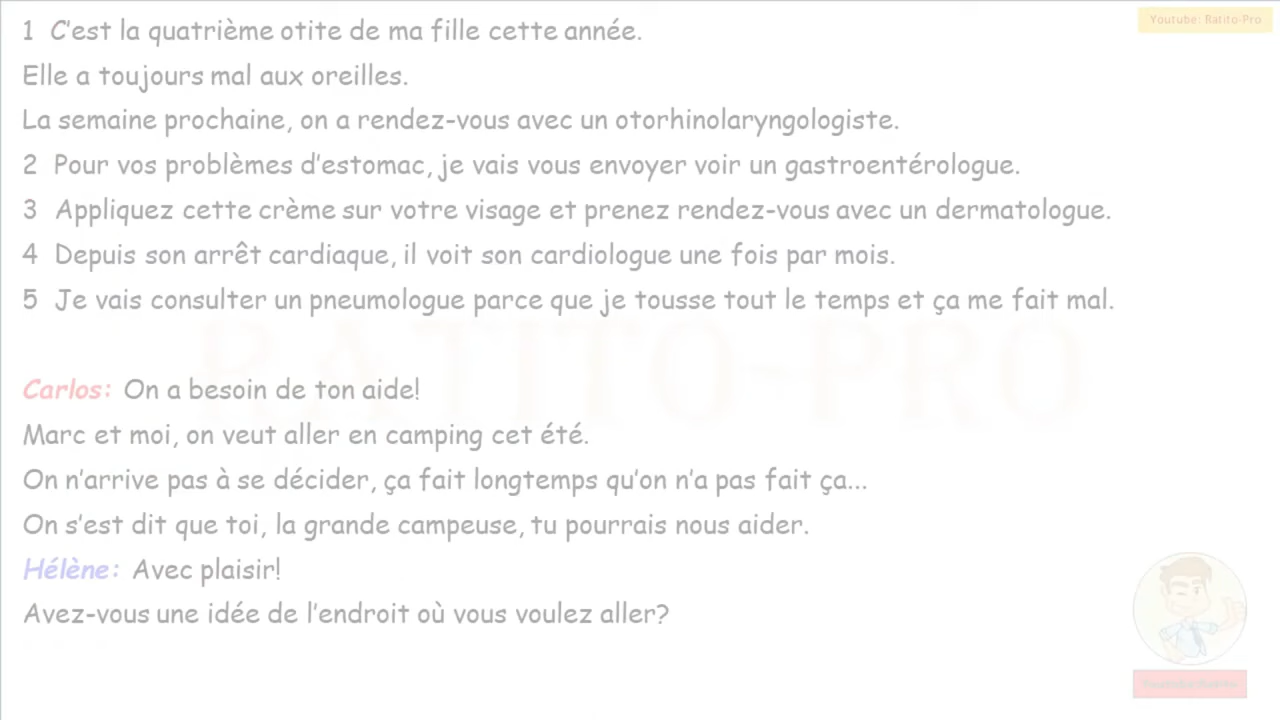 Youtube: Ratito-Pro
1 C'est la quatrième otite de ma fille cette année.
Elle a toujours mal aux oreilles.
La semaine prochaine, on a rendez-vous avec un otorhinolaryngologiste.
2 Pour vos problèmes d'estomac, je vais vous envoyer voir un gastroentérologue.
3 Appliquez cette crème sur votre visage et prenez rendez-vous avec un dermatologue.
4 Depuis son arrêt cardiaque, il voit son cardiologue une fois par mois.
5 Je vais consulter un pneumologue parce que je tousse tout le temps et ça me fait mal.
RATITO-PRO
Carlos: On a besoin de ton aide!
Marc et moi, on veut aller en camping cet été.
On n'arrive pas à se décider, ça fait longtemps qu'on n'a pas fait ça...
On s'est dit que toi, la grande campeuse, tu pourrais nous aider.
Hélène: Avec plaisir!
Avez-vous une idée de l'endroit où vous voulez aller?